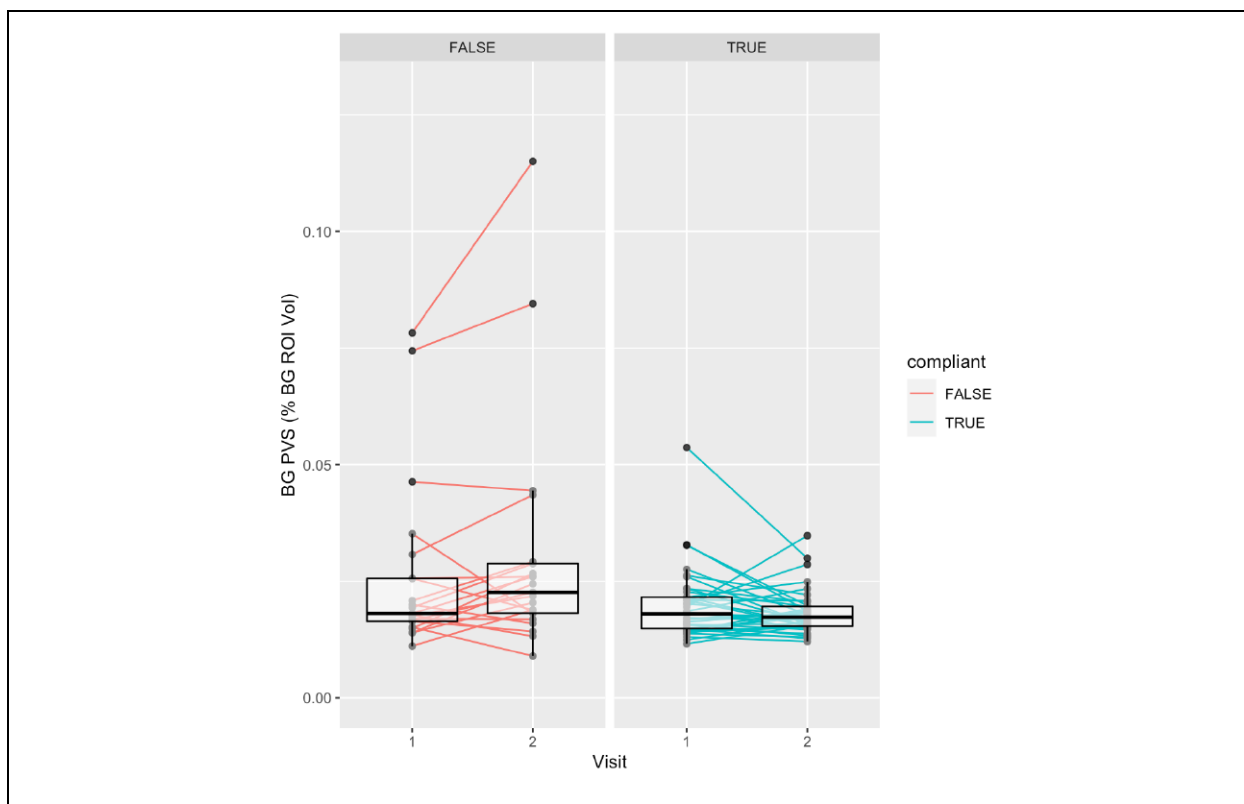 FALSE
TRUE
0.10
0.05
0.00
BG PVS (% BG ROI Vol)
1
2
1
2
Visit
compliant
FALSE
TRUE